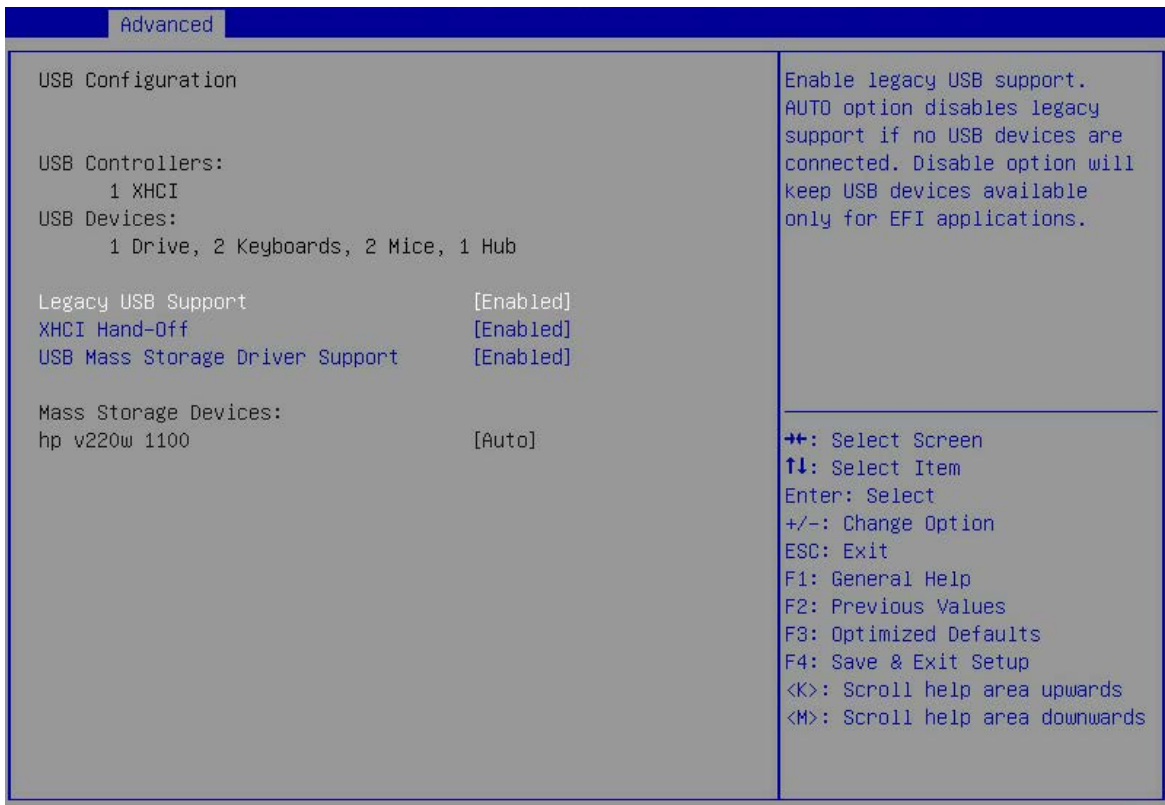 Advanced
USB Configuration
USB Controllers:
1 XHCI
USB Devices:
1 Drive, 2 Keyboards, 2 Mice, 1 Hub
Legacy USB Support [Enabled]
XHCI Hand-Off [Enabled]
USB Mass Storage Driver Support [Enabled]
Mass Storage Devices:
hp v220w 1100 [Auto]
Enable legacy USB support.
AUTO option disables legacy
support if no USB devices are
connected. Disable option will
keep USB devices available
only for EFI applications.
→←: Select Screen
↑↓: Select Item
Enter: Select
+/-: Change Option
ESC: Exit
F1: General Help
F2: Previous Values
F3: Optimized Defaults
F4: Save & Exit Setup
<K>: Scroll help area upwards
<M>: Scroll help area downwards